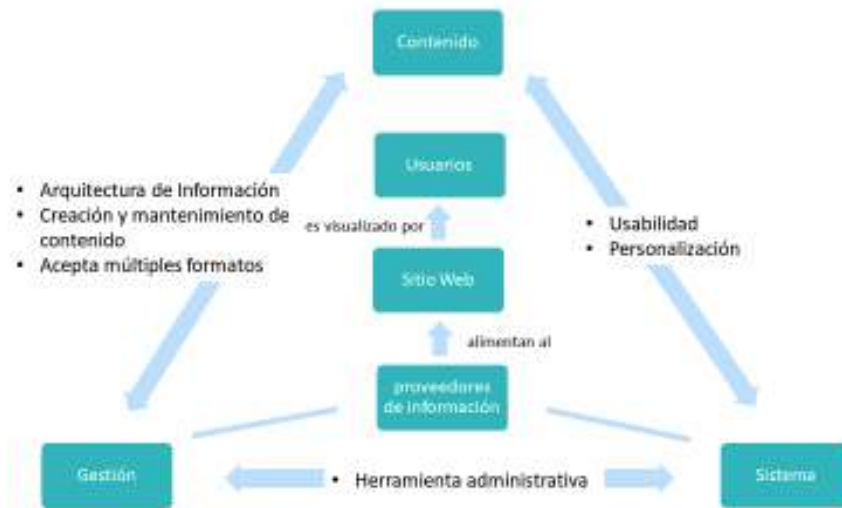 Contenido
Usuarios
• Arquitectura de Información
• Creación y mantenimiento de
contenido
• Acepta múltiples formatos
es visualizado por
• Usabilidad
• Personalización
Sitio Web
alimentan al
proveedores
de información
Gestión
• Herramienta administrativa
Sistema